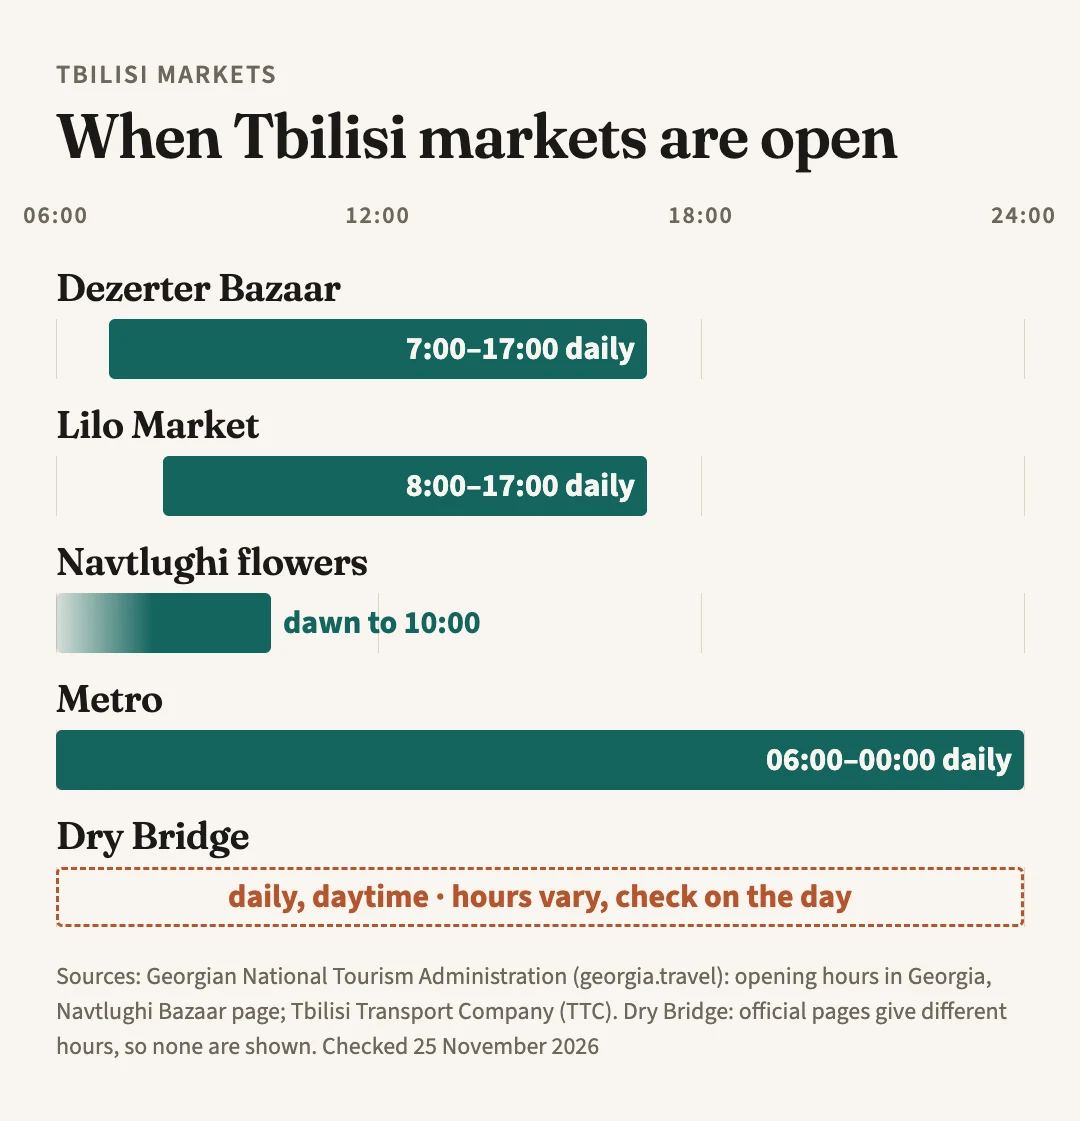 TBILISI MARKETS
When Tbilisi markets are open
06:00 12:00 18:00 24:00
Dezerter Bazaar
7:00–17:00 daily
Lilo Market
8:00–17:00 daily
Navtlughi flowers
dawn to 10:00
Metro
06:00–00:00 daily
Dry Bridge
daily, daytime · hours vary, check on the day
Sources: Georgian National Tourism Administration (georgia.travel): opening hours in Georgia,
Navtlughi Bazaar page; Tbilisi Transport Company (TTC). Dry Bridge: official pages give different
hours, so none are shown. Checked 25 November 2026